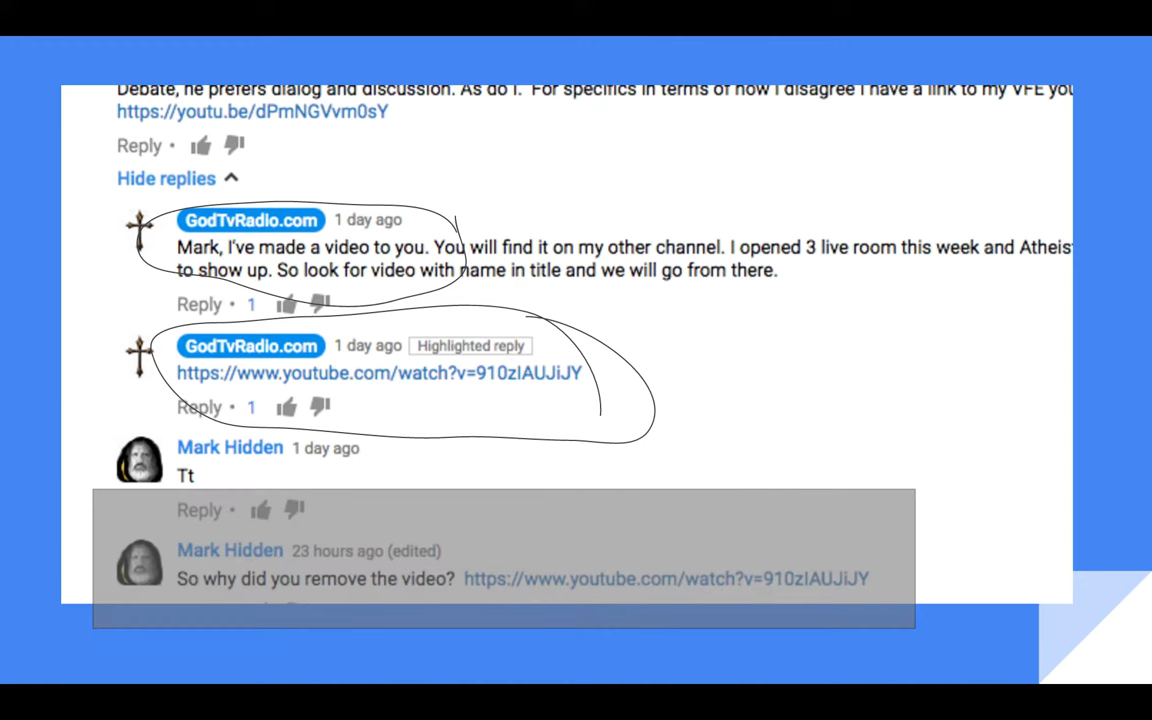 Debate, he prefers dialog and discussion. As do I. For specifics in terms of how I disagree I have a link to my VFE you
https://youtu.be/dPmNGVvm0sY
Reply •
Hide replies
GodTvRadio.com 1 day ago
Mark, I've made a video to you. You will find it on my other channel. I opened 3 live room this week and Atheist
to show up. So look for video with name in title and we will go from there.
Reply • 1
GodTvRadio.com 1 day ago Highlighted reply
https://www.youtube.com/watch?v=910zIAUJiJY
Reply • 1
Mark Hidden 1 day ago
Tt
Reply •
Mark Hidden 23 hours ago (edited)
So why did you remove the video? https://www.youtube.com/watch?v=910zIAUJiJY